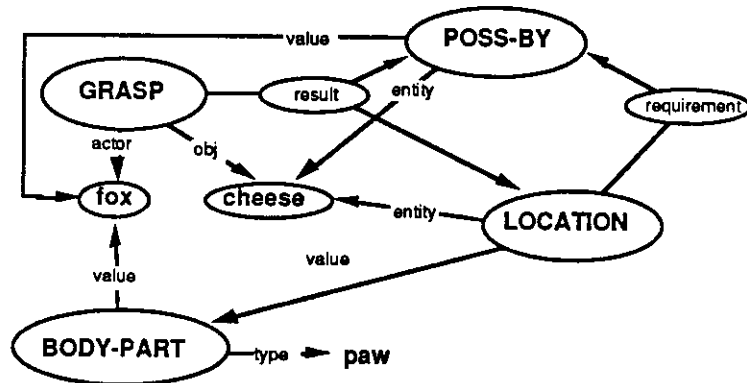 value
POSS-BY
GRASP
result
entity
requirement
actor
obj
fox
cheese
entity
LOCATION
value
value
BODY-PART
type
paw